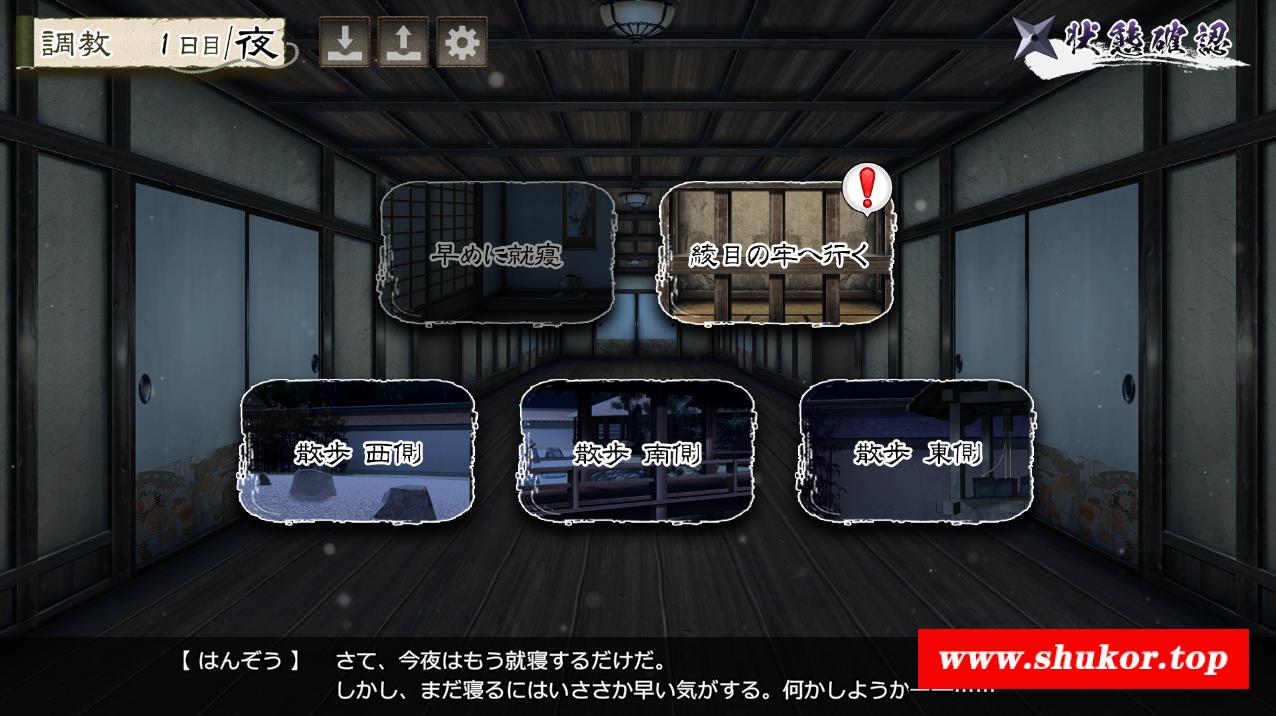 調教 1日目/夜
状態確認
早めに就寝
綾目の牢へ行く
散歩 西側
散歩 南側
散歩 東側
【 はんぞう 】 さて、今夜はもう就寝するだけだ。
しかし、まだ寝るにはいささか早い気がする。何かしようか――……
www.shukor.top